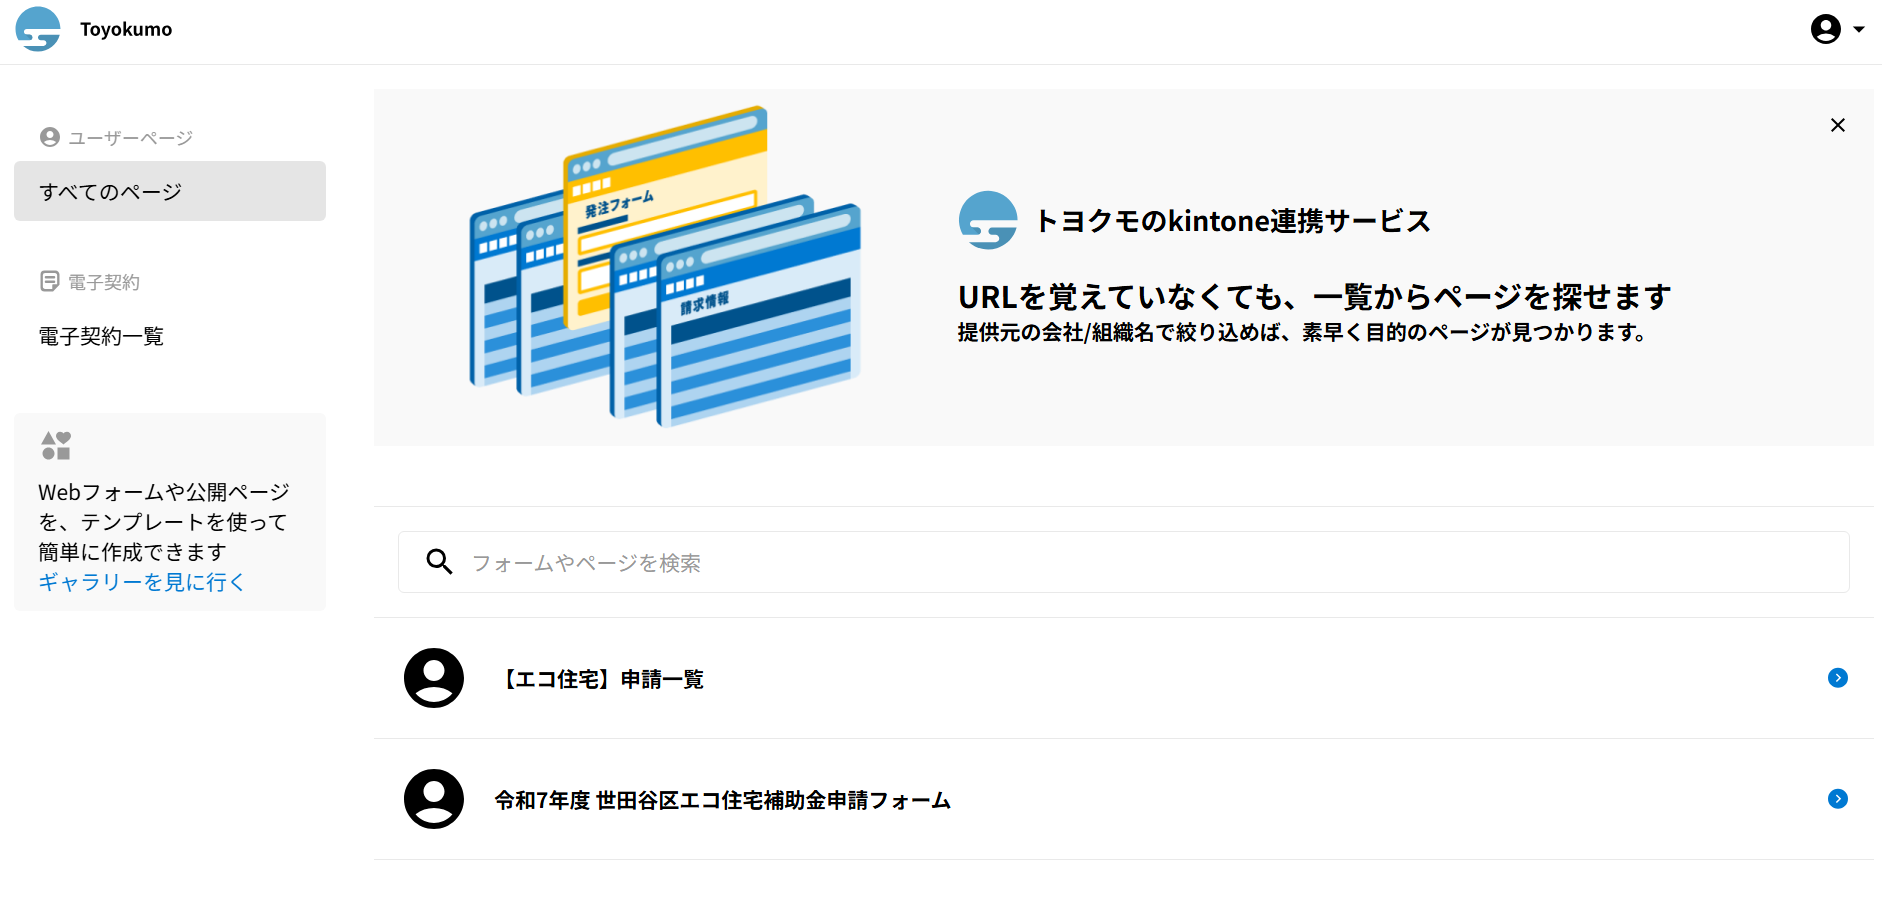 Toyokumo
ユーザーページ
すべてのページ
電子契約
電子契約一覧
Webフォームや公開ページ
を、テンプレートを使って
簡単に作成できます
ギャラリーを見に行く
発注フォーム
請求情報
トヨクモのkintone連携サービス
URLを覚えていなくても、一覧からページを探せます
提供元の会社/組織名で絞り込めば、素早く目的のページが見つかります。
フォームやページを検索
【エコ住宅】申請一覧
令和7年度 世田谷区エコ住宅補助金申請フォーム